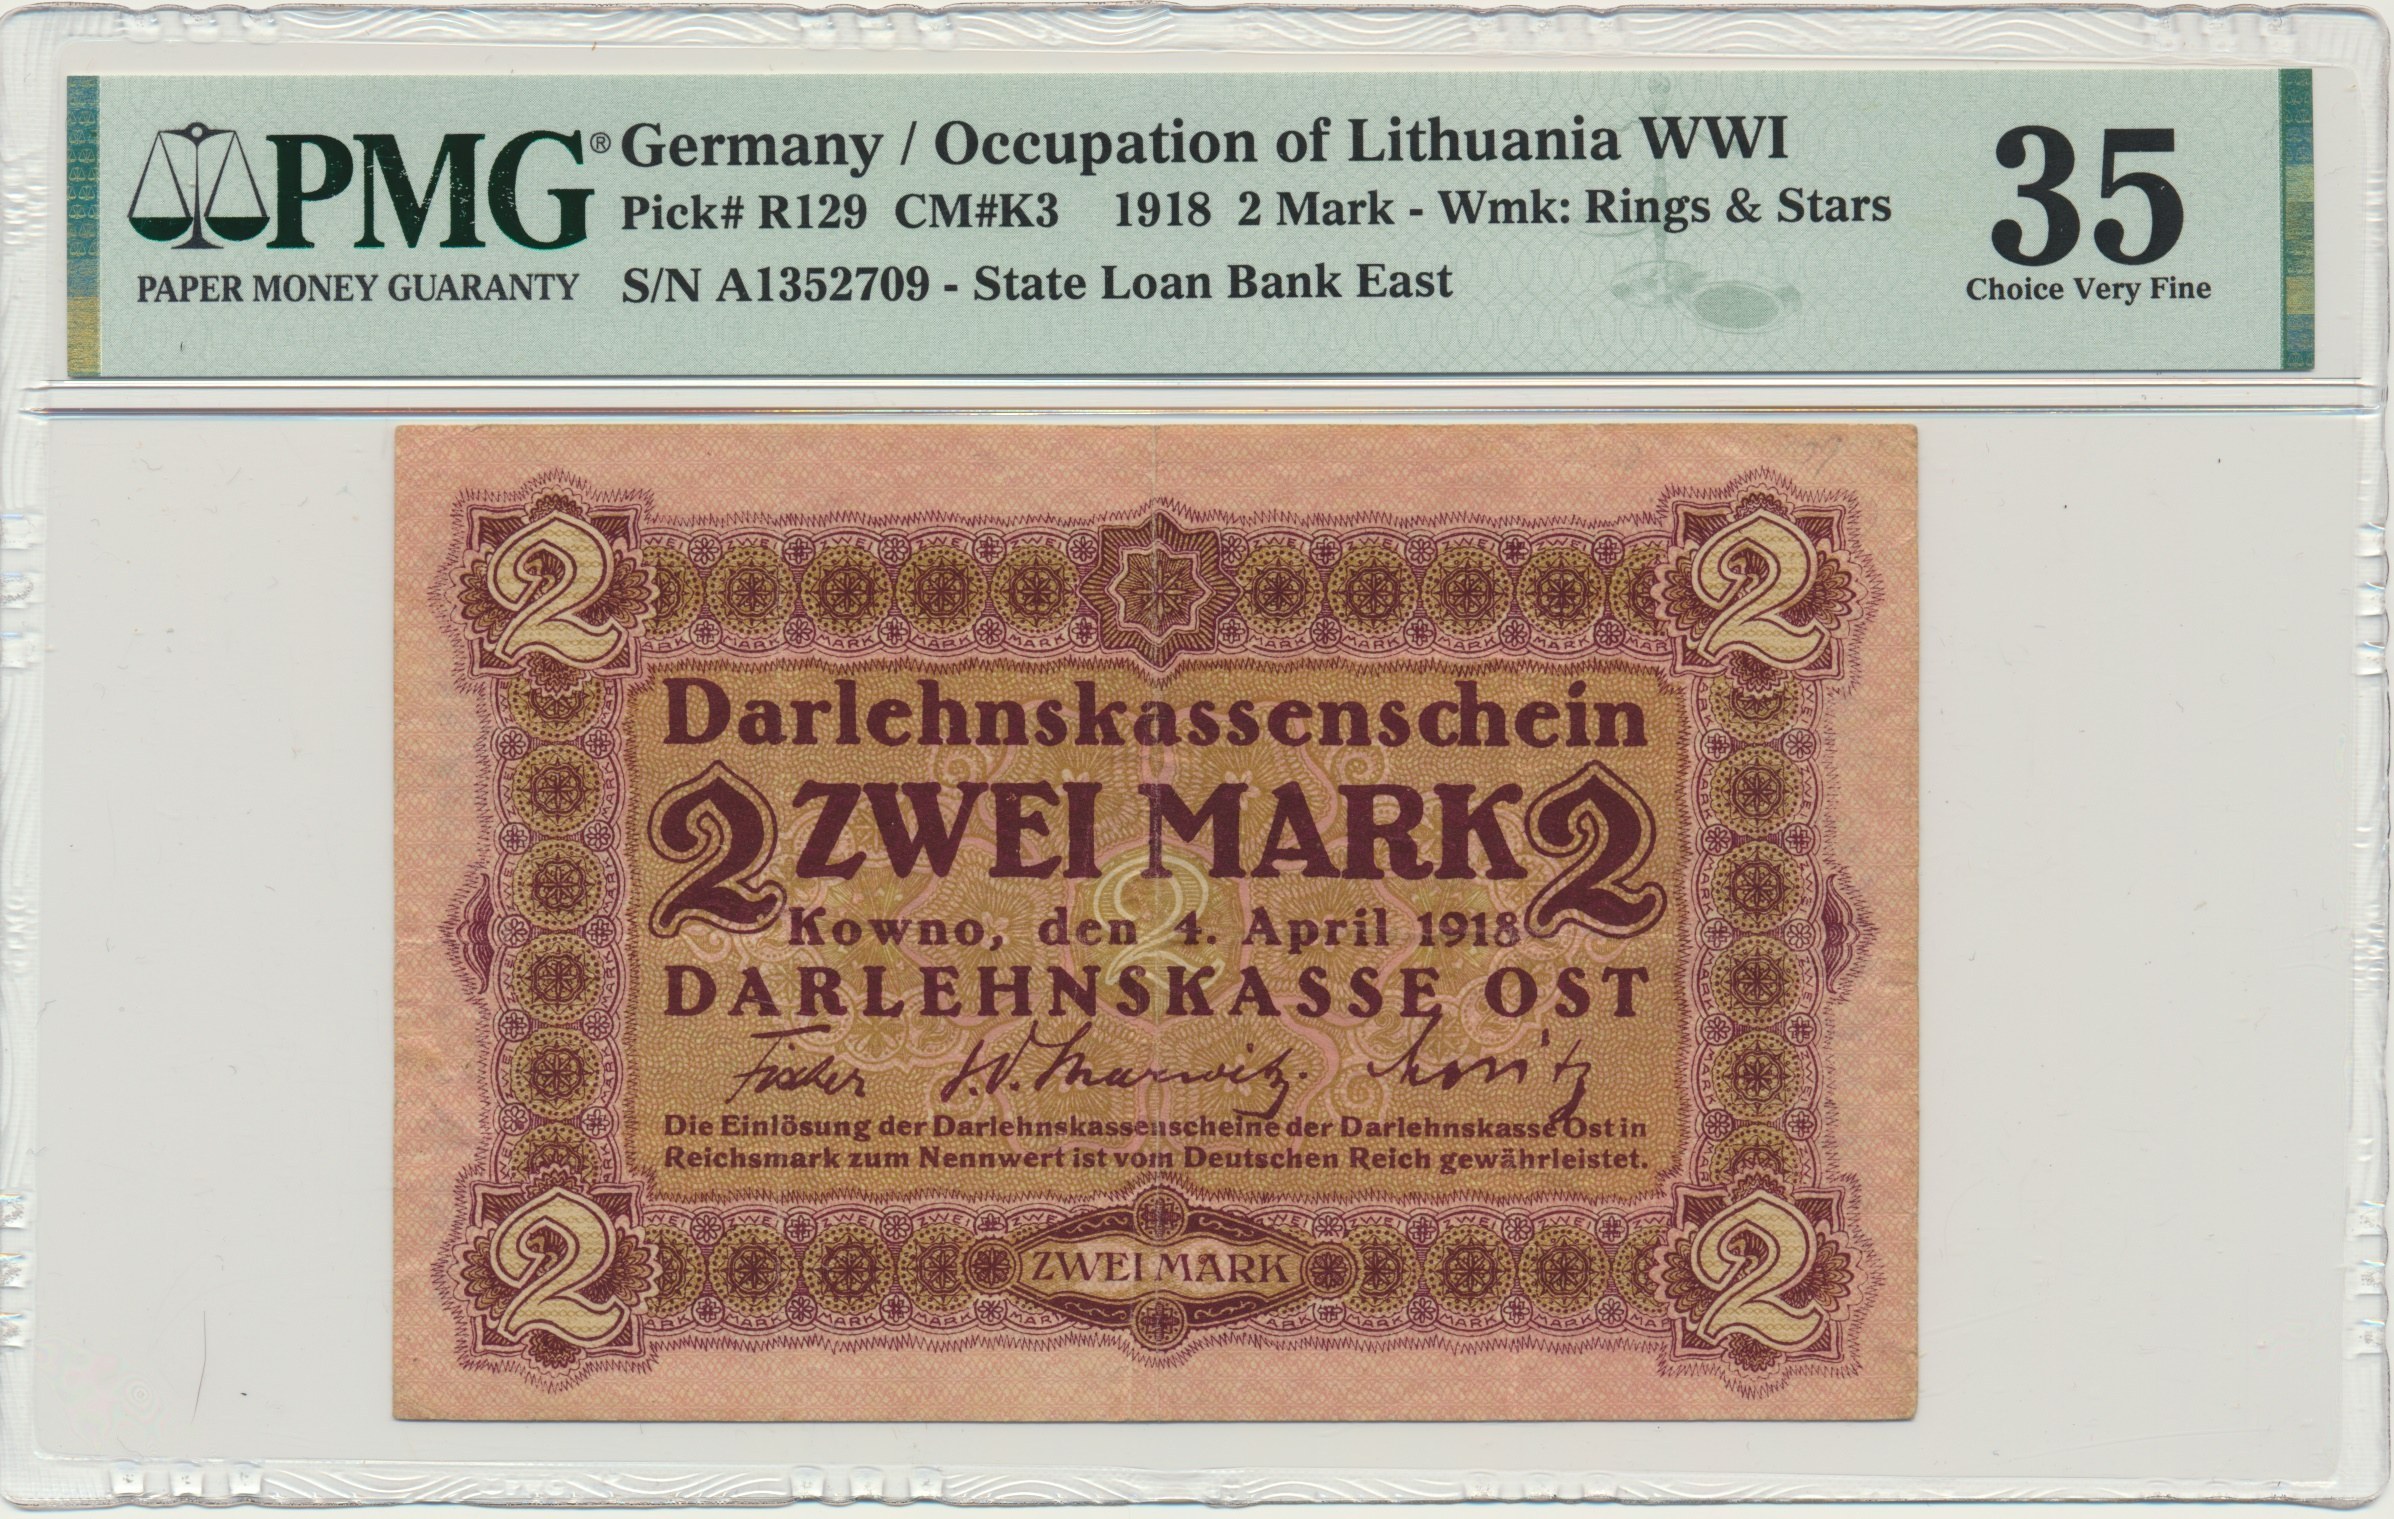 PMG® Germany / Occupation of Lithuania WWI 35
Pick# R129 CM#K3 1918 2 Mark - Wmk: Rings & Stars
PAPER MONEY GUARANTY S/N A1352709 - State Loan Bank East Choice Very Fine
2 2
Darlehnskassenschein
2 ZWEI MARK 2
2
Kowno, den 4. April 1918
DARLEHNSKASSE OST
Fischer
Die Einlösung der Darlehnskassenscheine der Darlehnskasse Ost in
Reichsmark zum Nennwert ist vom Deutschen Reich gewährleistet.
2 ZWEI MARK 2